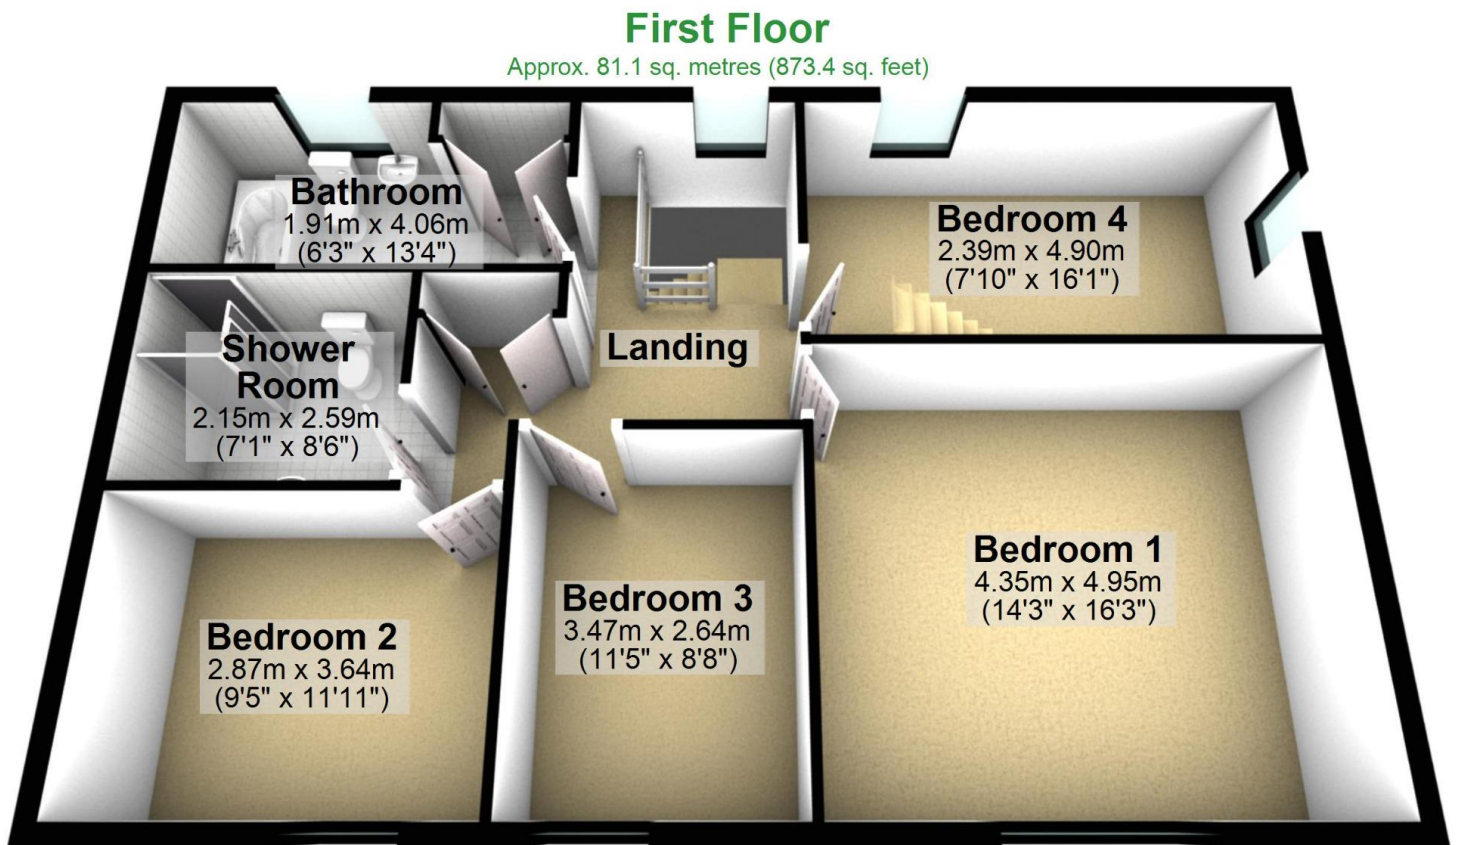 First Floor
Approx. 81.1 sq. metres (873.4 sq. feet)
Bathroom
1.91m x 4.06m
(6'3" x 13'4")
Bedroom 4
2.39m x 4.90m
(7'10" x 16'1")
Shower
Room
2.15m x 2.59m
(7'1" x 8'6")
Landing
Bedroom 1
4.35m x 4.95m
(14'3" x 16'3")
Bedroom 3
3.47m x 2.64m
(11'5" x 8'8")
Bedroom 2
2.87m x 3.64m
(9'5" x 11'11")